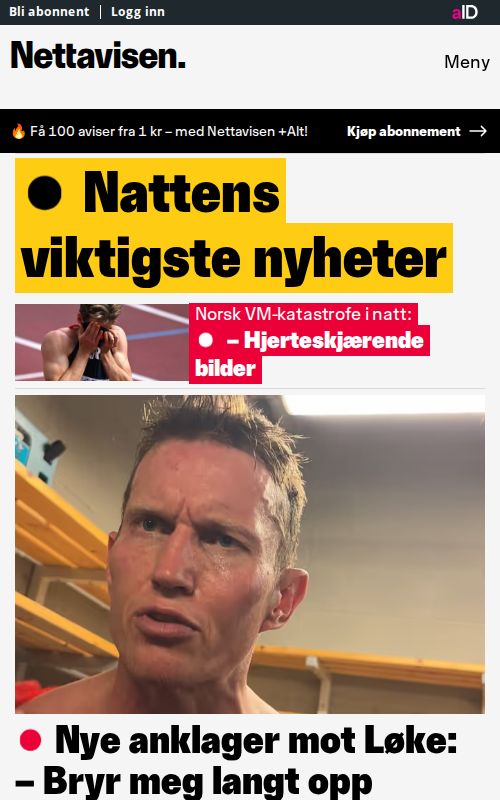 Bli abonnent | Logg inn
aID
Nettavisen.
Meny
🔥 Få 100 aviser fra 1 kr – med Nettavisen +Alt!
Kjøp abonnement →
● Nattens
viktigste nyheter
Norsk VM-katastrofe i natt:
● – Hjerteskjærende
bilder
● Nye anklager mot Løke:
– Bryr meg langt opp